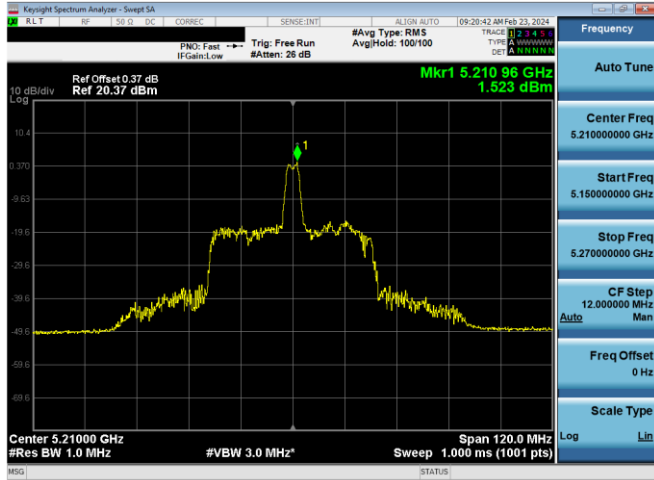 Keysight Spectrum Analyzer - Swept SA
RLT RF 50 Ω DC CORREC SENSE:INT ALIGN AUTO 09:20:42 AM Feb 23, 2024
PNO: Fast
IFGain:Low
Trig: Free Run
#Atten: 26 dB
#Avg Type: RMS
Avg|Hold: 100/100
TRACE 1 2 3 4 5 6
TYPE A WWWWW
DET A N N N N N
Mkr1 5.210 96 GHz
1.523 dBm
Ref Offset 0.37 dB
10 dB/div Ref 20.37 dBm
Log
1
10.4
0.370
-9.63
-19.6
-29.6
-39.6
-49.6
-59.6
-69.6
Center 5.21000 GHz Span 120.0 MHz
#Res BW 1.0 MHz #VBW 3.0 MHz* Sweep 1.000 ms (1001 pts)
MSG STATUS
Frequency
Auto Tune
Center Freq
5.210000000 GHz
Start Freq
5.150000000 GHz
Stop Freq
5.270000000 GHz
CF Step
12.000000 MHz
Auto Man
Freq Offset
0 Hz
Scale Type
Log Lin